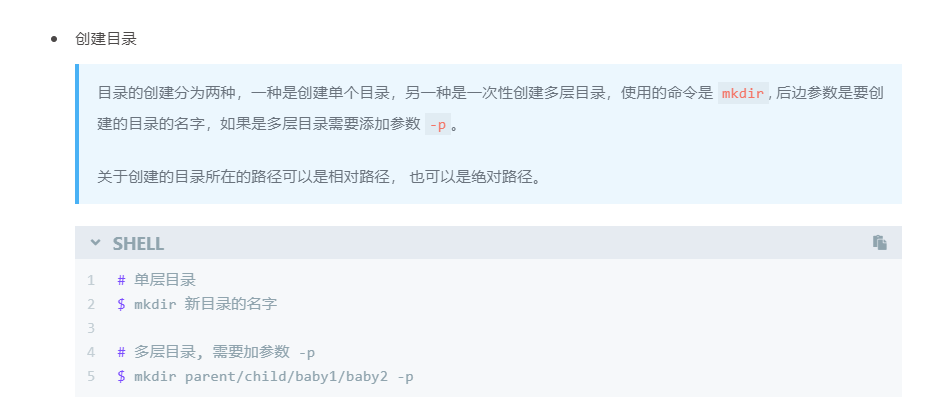 创建目录
目录的创建分为两种，一种是创建单个目录，另一种是一次性创建多层目录，使用的命令是 mkdir, 后边参数是要创
建的目录的名字，如果是多层目录需要添加参数 -p。
关于创建的目录所在的路径可以是相对路径， 也可以是绝对路径。
SHELL
1 # 单层目录
2 $ mkdir 新目录的名字
3
4 # 多层目录, 需要加参数 -p
5 $ mkdir parent/child/baby1/baby2 -p